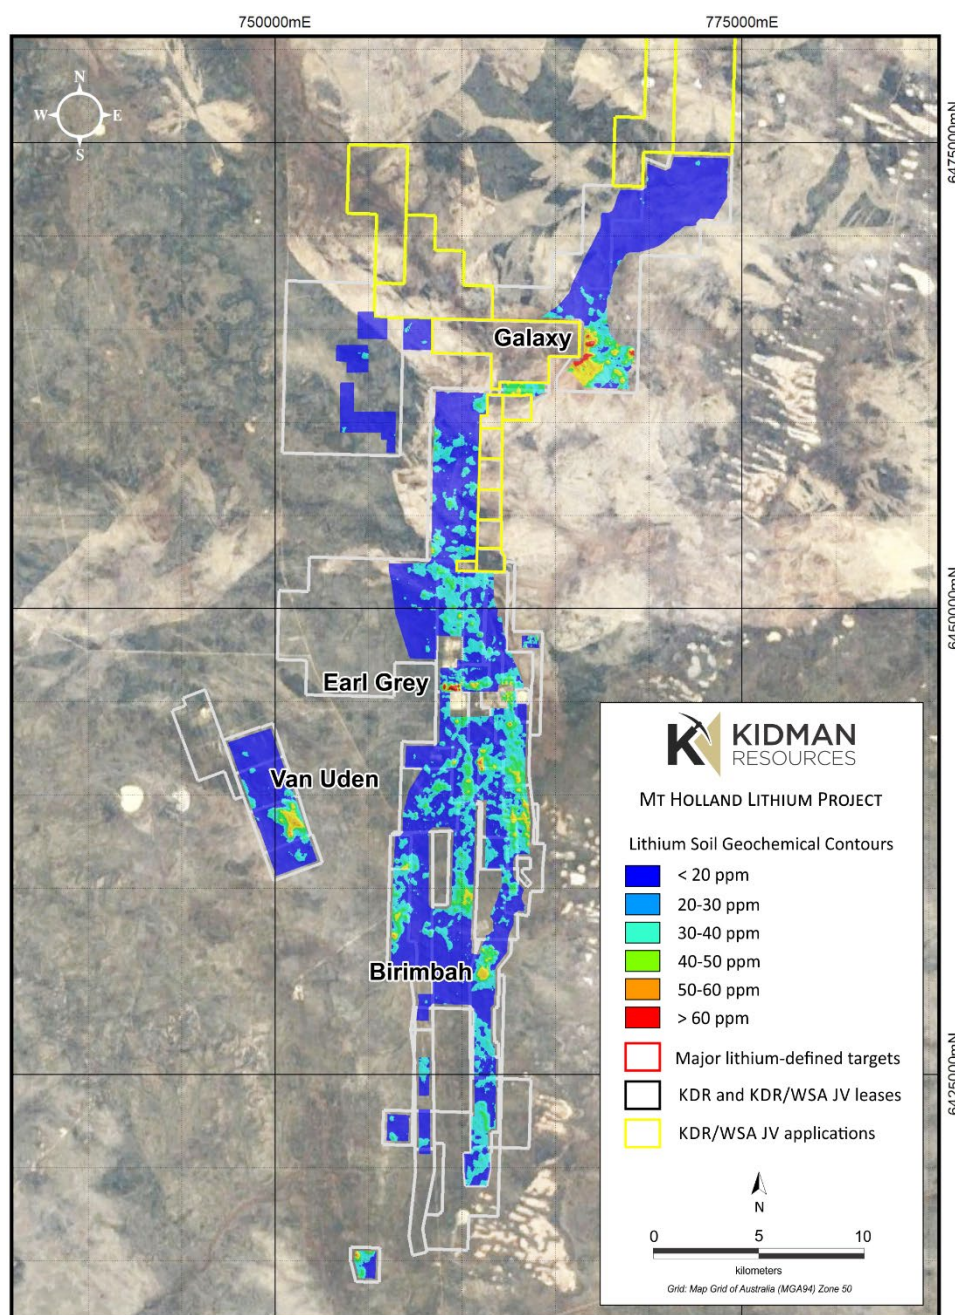 750000mE
775000mE
N
W
E
S
6475000mN
Galaxy
6450000mN
Earl Grey
Van Uden
Birimbah
6425000mN
KIDMAN
RESOURCES
MT HOLLAND LITHIUM PROJECT
Lithium Soil Geochemical Contours
< 20 ppm
20-30 ppm
30-40 ppm
40-50 ppm
50-60 ppm
> 60 ppm
Major lithium-defined targets
KDR and KDR/WSA JV leases
KDR/WSA JV applications
N
0 5 10
kilometers
Grid: Map Grid of Australia (MGA94) Zone 50